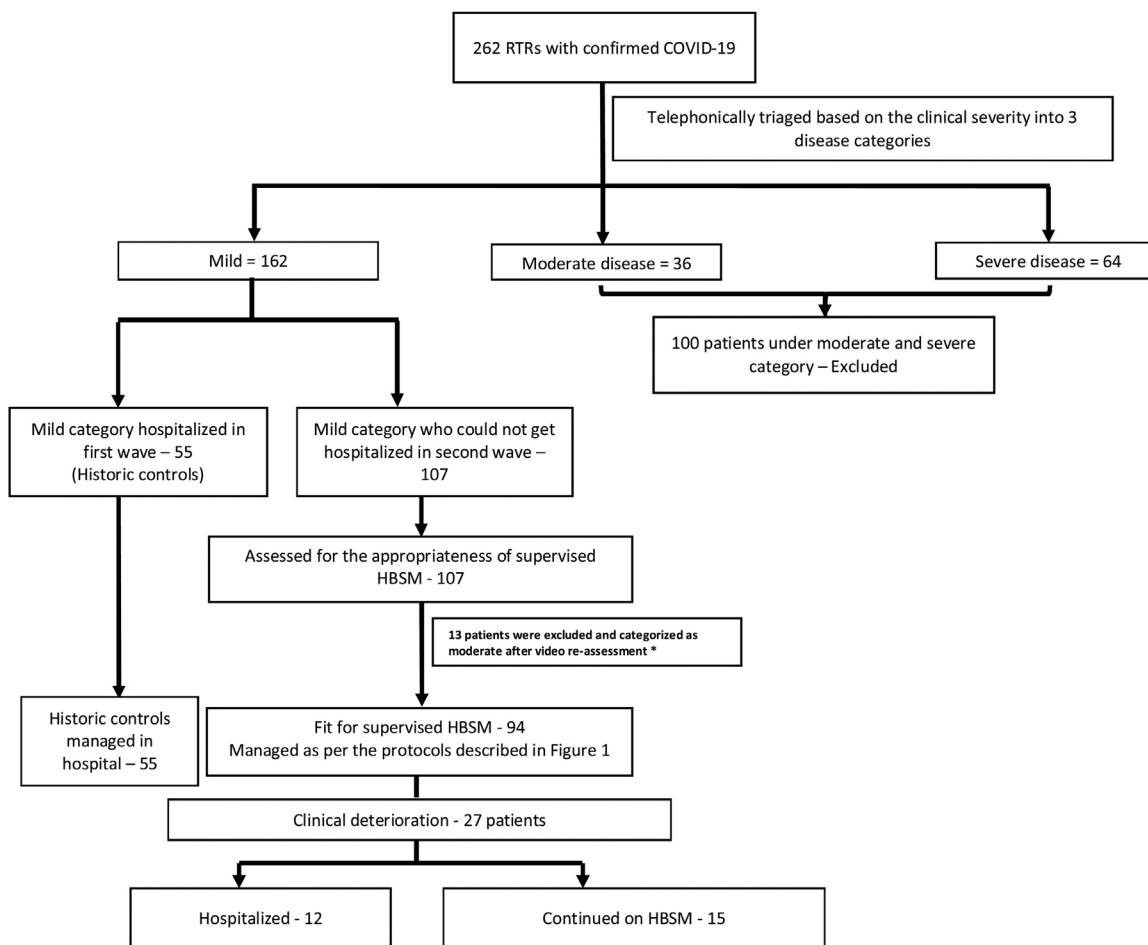 262 RTRs with confirmed COVID-19
Telephonically triaged based on the clinical severity into 3
disease categories
Mild = 162
Moderate disease = 36
Severe disease = 64
100 patients under moderate and severe
category – Excluded
Mild category hospitalized in
first wave – 55
(Historic controls)
Mild category who could not get
hospitalized in second wave –
107
Assessed for the appropriateness of supervised
HBSM - 107
13 patients were excluded and categorized as
moderate after video re-assessment *
Historic controls
managed in
hospital – 55
Fit for supervised HBSM - 94
Managed as per the protocols described in Figure 1
Clinical deterioration - 27 patients
Hospitalized - 12
Continued on HBSM - 15